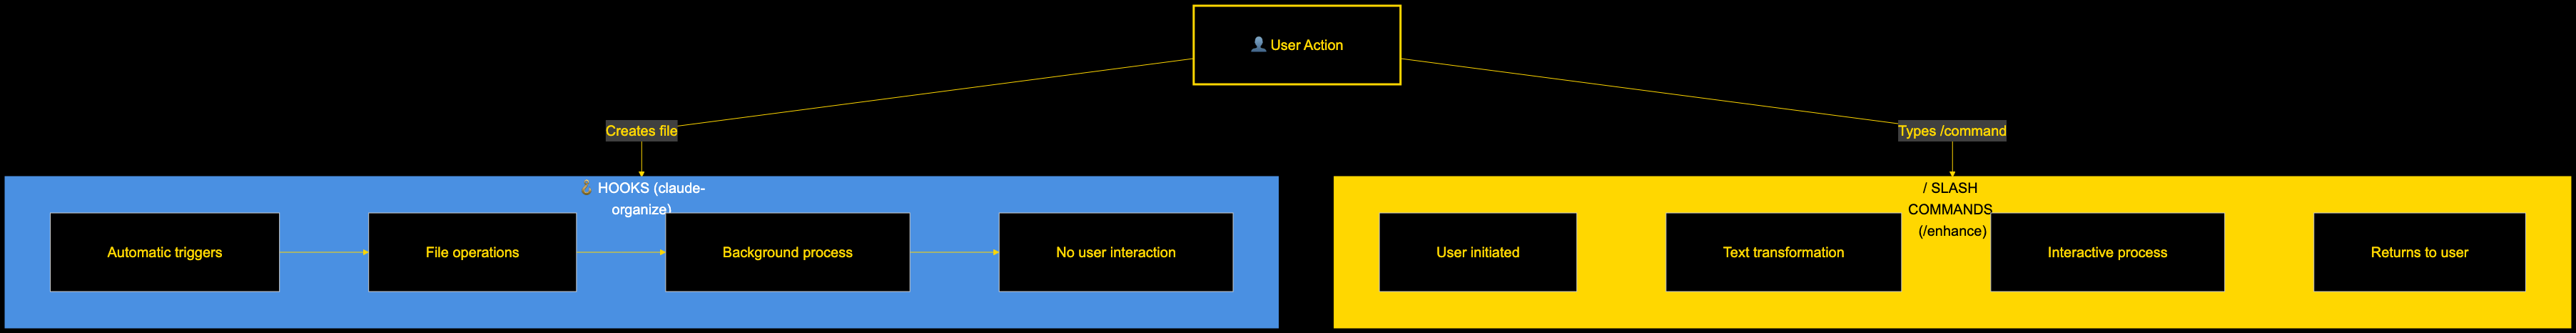 👤 User Action
Creates file
Types /command
🪝 HOOKS (claude-
organize)
Automatic triggers
File operations
Background process
No user interaction
/ SLASH
COMMANDS
(/enhance)
User initiated
Text transformation
Interactive process
Returns to user